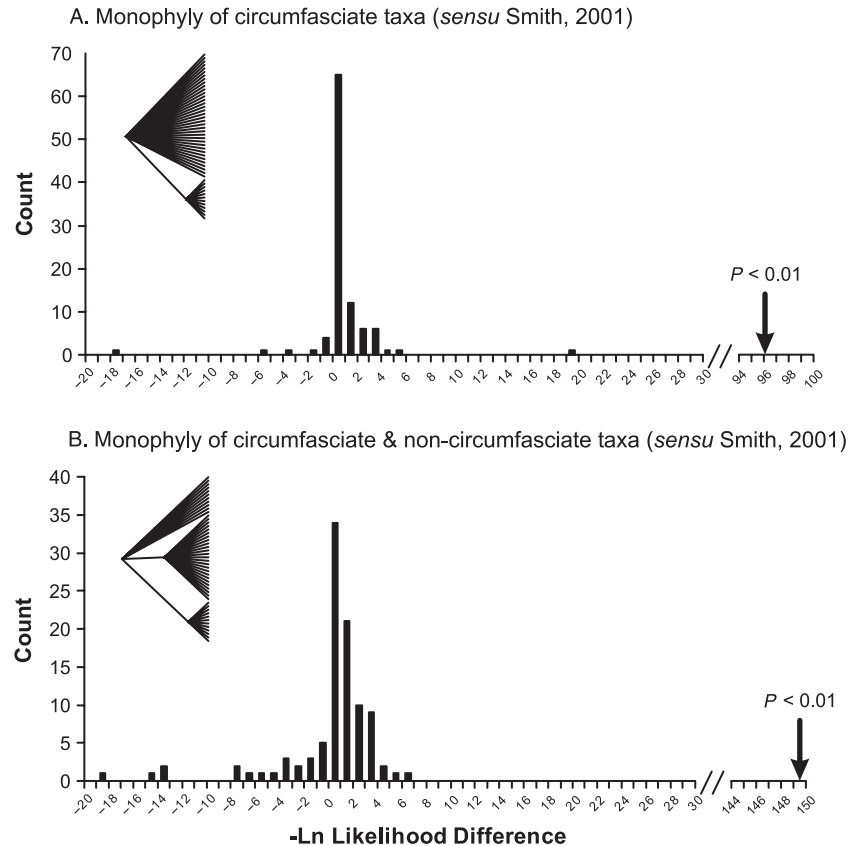 A. Monophyly of circumfasciate taxa (sensu Smith, 2001)
70
60
50
40
30
20
10
0
Count
P < 0.01
−20 −18 −16 −14 −12 −10 −8 −6 −4 −2 0 2 4 6 8 10 12 14 16 18 20 22 24 26 28 30 // 94 96 98 100
B. Monophyly of circumfasciate & non-circumfasciate taxa (sensu Smith, 2001)
40
35
30
25
20
15
10
5
0
Count
P < 0.01
−20 −18 −16 −14 −12 −10 −8 −6 −4 −2 0 2 4 6 8 10 12 14 16 18 20 22 24 26 28 30 // 144 146 148 150
-Ln Likelihood Difference